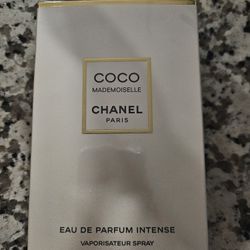 COCO
MADEMOISELLE
CHANEL
PARIS
EAU DE PARFUM INTENSE
VAPORISATEUR SPRAY